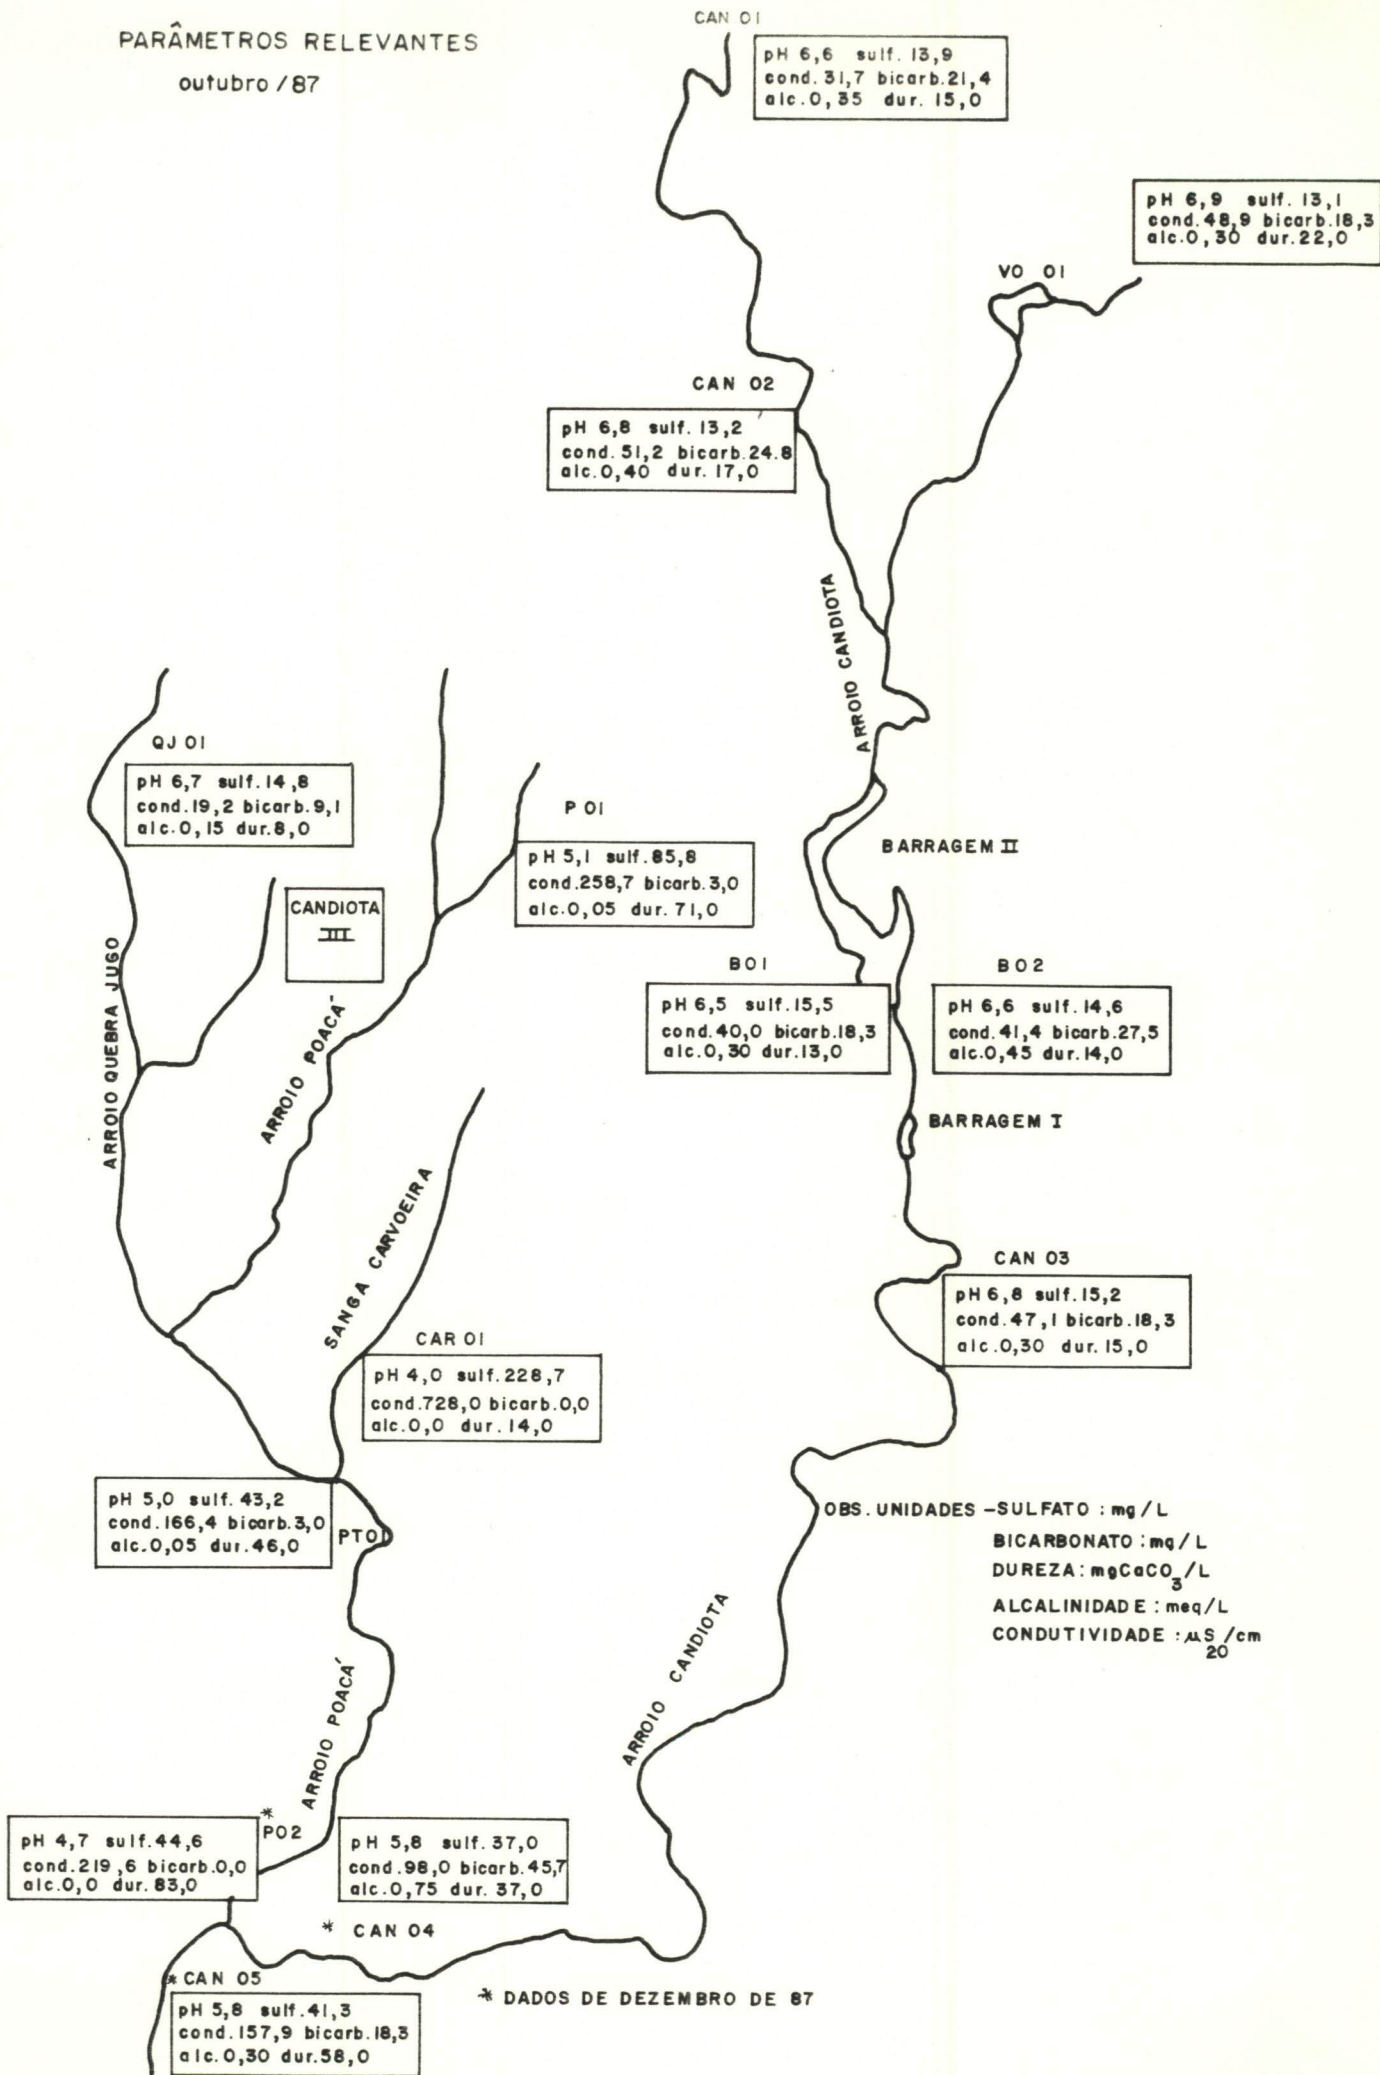 PARÂMETROS RELEVANTES
outubro / 87
CAN 01
pH 6,6 sulf. 13,9
cond. 31,7 bicarb. 21,4
alc. 0,35 dur. 15,0
pH 6,9 sulf. 13,1
cond. 48,9 bicarb. 18,3
alc. 0,30 dur. 22,0
VO 01
CAN 02
pH 6,8 sulf. 13,2
cond. 51,2 bicarb. 24.8
alc. 0,40 dur. 17,0
ARROIO CANDIOTA
QJ 01
pH 6,7 sulf. 14,8
cond. 19,2 bicarb. 9,1
alc. 0,15 dur. 8,0
P 01
pH 5,1 sulf. 85,8
cond. 258,7 bicarb. 3,0
alc. 0,05 dur. 71,0
BARRAGEM II
CANDIOTA
III
ARROIO QUEBRA JUGO
ARROIO POACÁ
B01
pH 6,5 sulf. 15,5
cond. 40,0 bicarb. 18,3
alc. 0,30 dur. 13,0
B02
pH 6,6 sulf. 14,6
cond. 41,4 bicarb. 27,5
alc. 0,45 dur. 14,0
BARRAGEM I
SANGA CARVOEIRA
CAN 03
pH 6,8 sulf. 15,2
cond. 47,1 bicarb. 18,3
alc. 0,30 dur. 15,0
CAR 01
pH 4,0 sulf. 228,7
cond. 728,0 bicarb. 0,0
alc. 0,0 dur. 14,0
pH 5,0 sulf. 43,2
cond. 166,4 bicarb. 3,0
alc. 0,05 dur. 46,0
PT01
OBS. UNIDADES - SULFATO : mg / L
BICARBONATO : mg / L
DUREZA : mgCaCO3 / L
ALCALINIDADE : meq / L
CONDUTIVIDADE : µS20 / cm
ARROIO CANDIOTA
ARROIO POACÁ
* P02
pH 4,7 sulf. 44,6
cond. 219,6 bicarb. 0,0
alc. 0,0 dur. 83,0
pH 5,8 sulf. 37,0
cond. 98,0 bicarb. 45,7
alc. 0,75 dur. 37,0
* CAN 04
* CAN 05
pH 5,8 sulf. 41,3
cond. 157,9 bicarb. 18,3
alc. 0,30 dur. 58,0
* DADOS DE DEZEMBRO DE 87